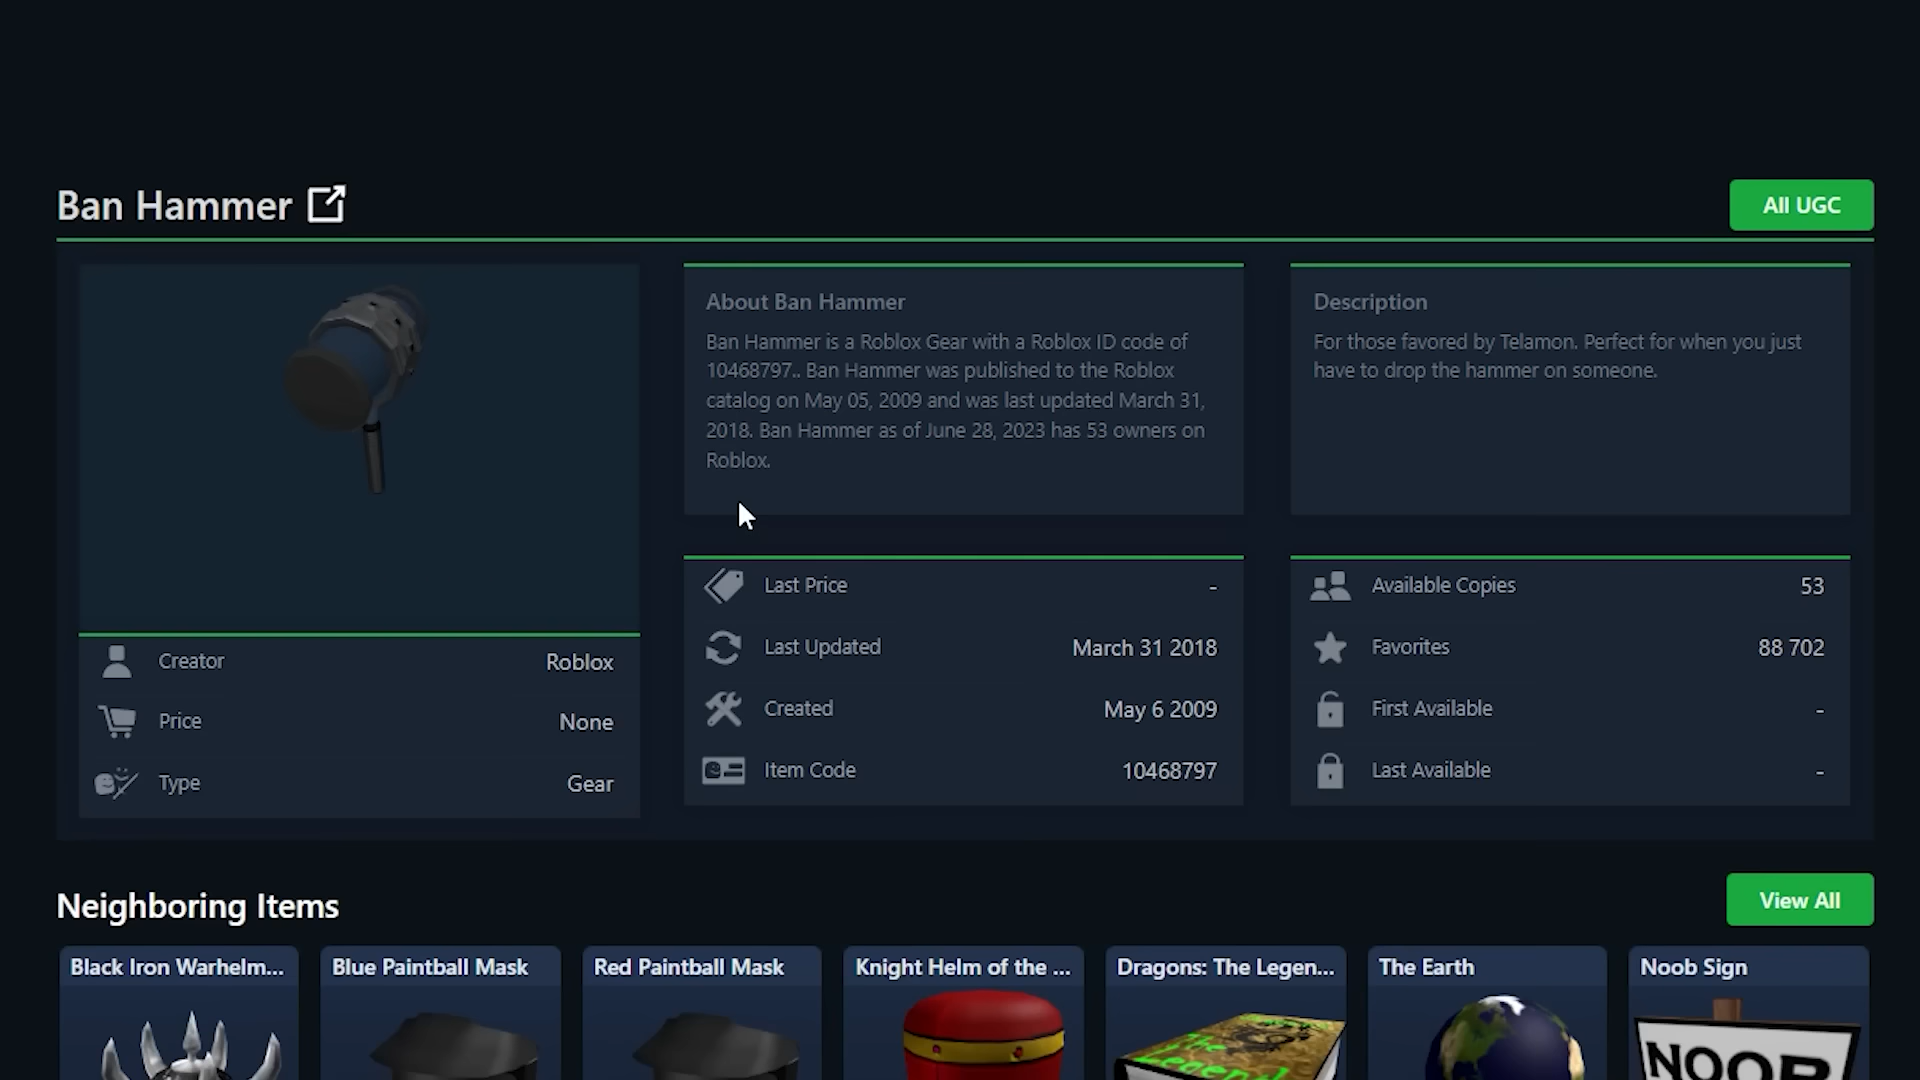 Ban Hammer
All UGC
About Ban Hammer
Ban Hammer is a Roblox Gear with a Roblox ID code of
10468797.. Ban Hammer was published to the Roblox
catalog on May 05, 2009 and was last updated March 31,
2018. Ban Hammer as of June 28, 2023 has 53 owners on
Roblox.
Description
For those favored by Telamon. Perfect for when you just
have to drop the hammer on someone.
Creator Roblox
Price None
Type Gear
Last Price -
Last Updated March 31 2018
Created May 6 2009
Item Code 10468797
Available Copies 53
Favorites 88 702
First Available -
Last Available -
Neighboring Items
View All
Black Iron Warhelm...
Blue Paintball Mask
Red Paintball Mask
Knight Helm of the ...
Dragons: The Legen...
The Earth
Noob Sign
The
Legend
NOOB